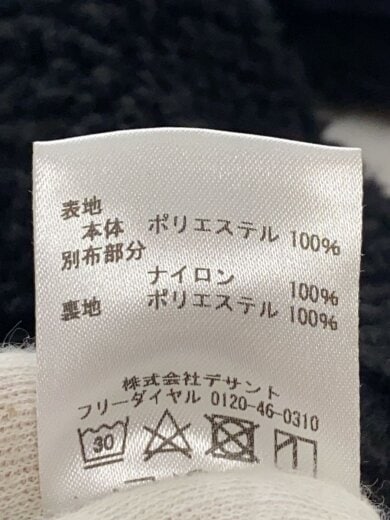 表地
本体 ポリエステル 100%
別布部分
ナイロン 100%
裏地 ポリエステル 100%
株式会社デサント
フリーダイヤル 0120-46-0310
30